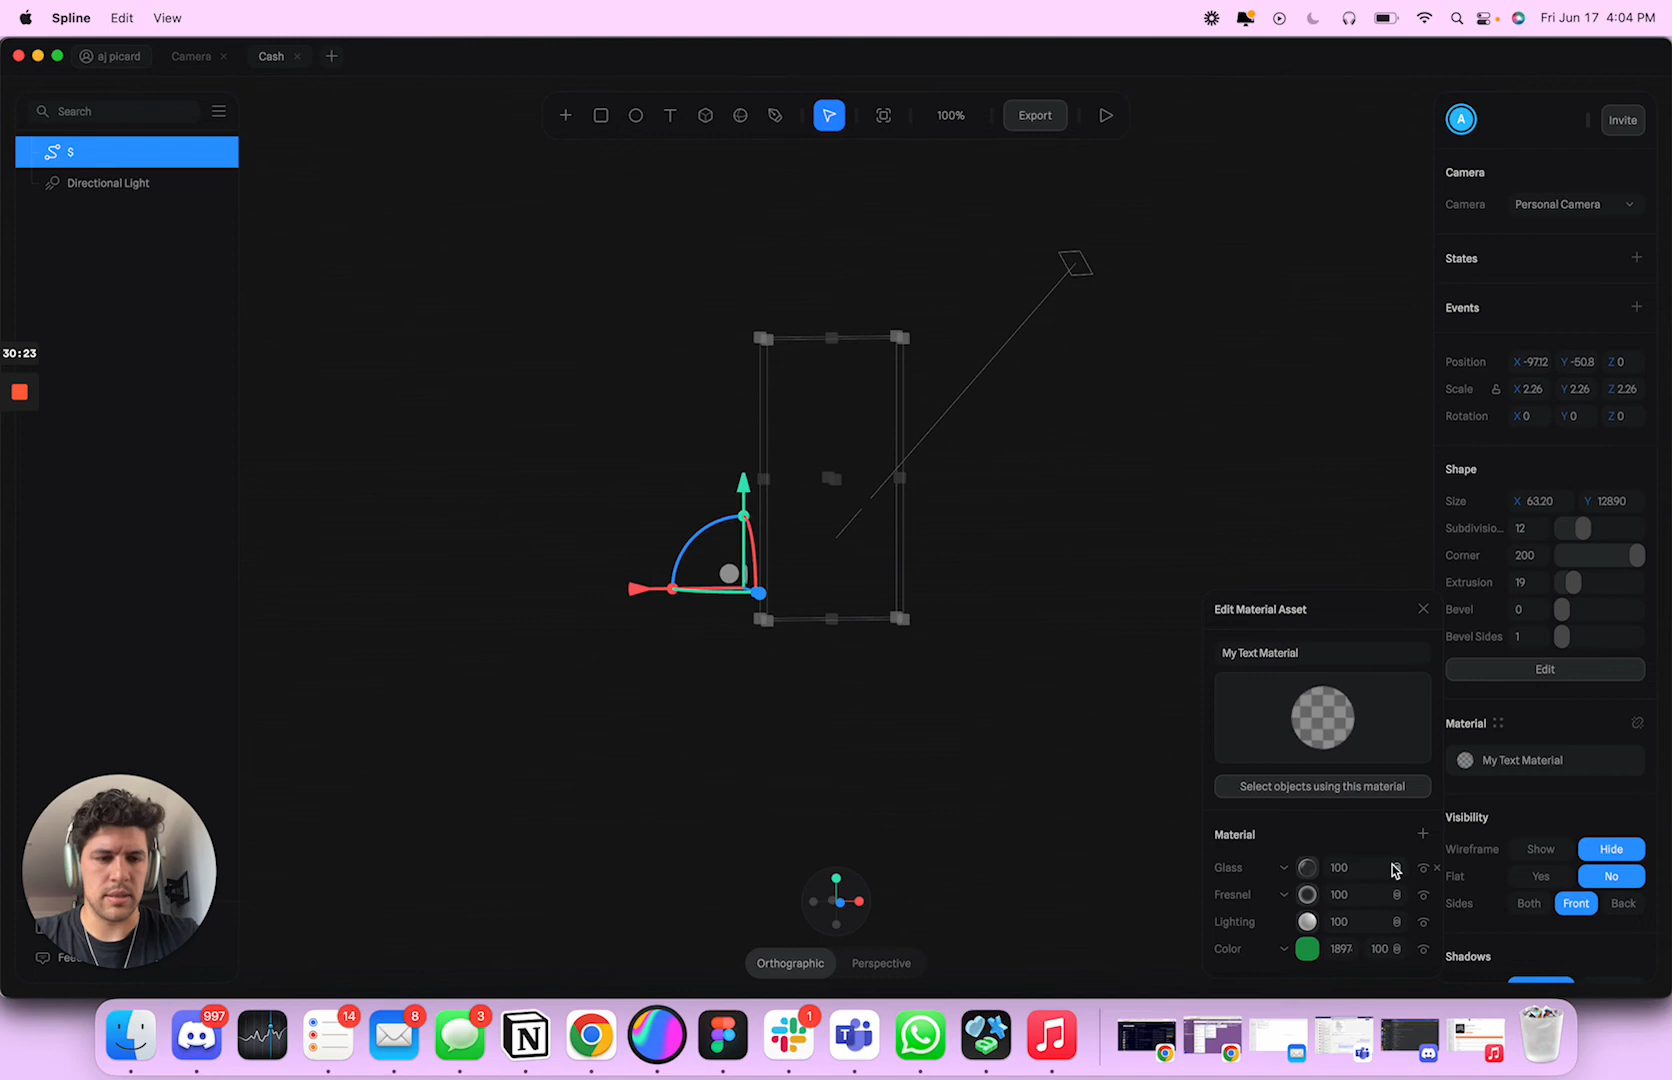 Spline Edit View Fri Jun 17 4:04 PM
aj picard Camera Cash
Search
S
Directional Light
100% Export
A Invite
Camera
Camera Personal Camera
States
Events
Position X -97.12 Y -50.8 Z 0
Scale X 2.26 Y 2.26 Z 2.26
Rotation X 0 Y 0 Z 0
Shape
Size X 63.20 Y 128.90
Subdivisio... 12
Corner 200
Extrusion 19
Bevel 0
Bevel Sides 1
Edit
Material
My Text Material
Visibility
Wireframe Show Hide
Flat Yes No
Sides Both Front Back
Shadows
30:23
Edit Material Asset
My Text Material
Select objects using this material
Material
Glass 100
Fresnel 100
Lighting 100
Color 1897 100
Orthographic Perspective
997 14 8 3 1